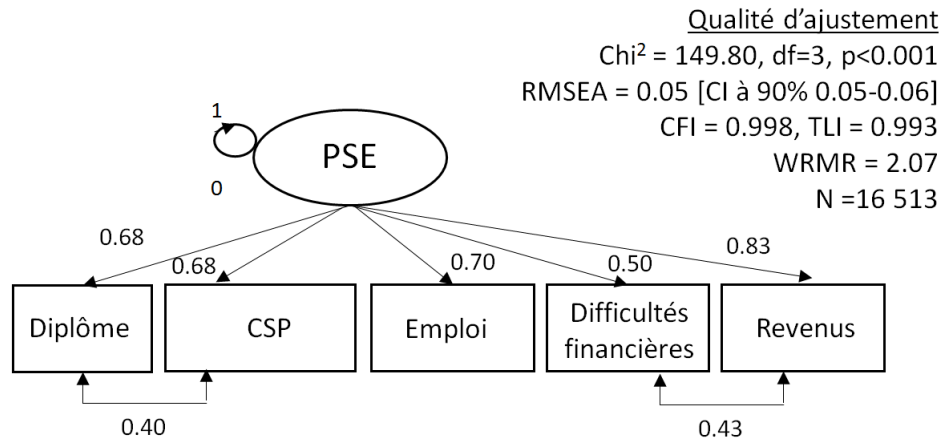 Qualité d'ajustement
Chi² = 149.80, df=3, p<0.001
RMSEA = 0.05 [CI à 90% 0.05-0.06]
CFI = 0.998, TLI = 0.993
WRMR = 2.07
N =16 513
1
PSE
0
0.68
0.68
0.70
0.50
0.83
Diplôme
CSP
Emploi
Difficultés
financières
Revenus
0.40
0.43